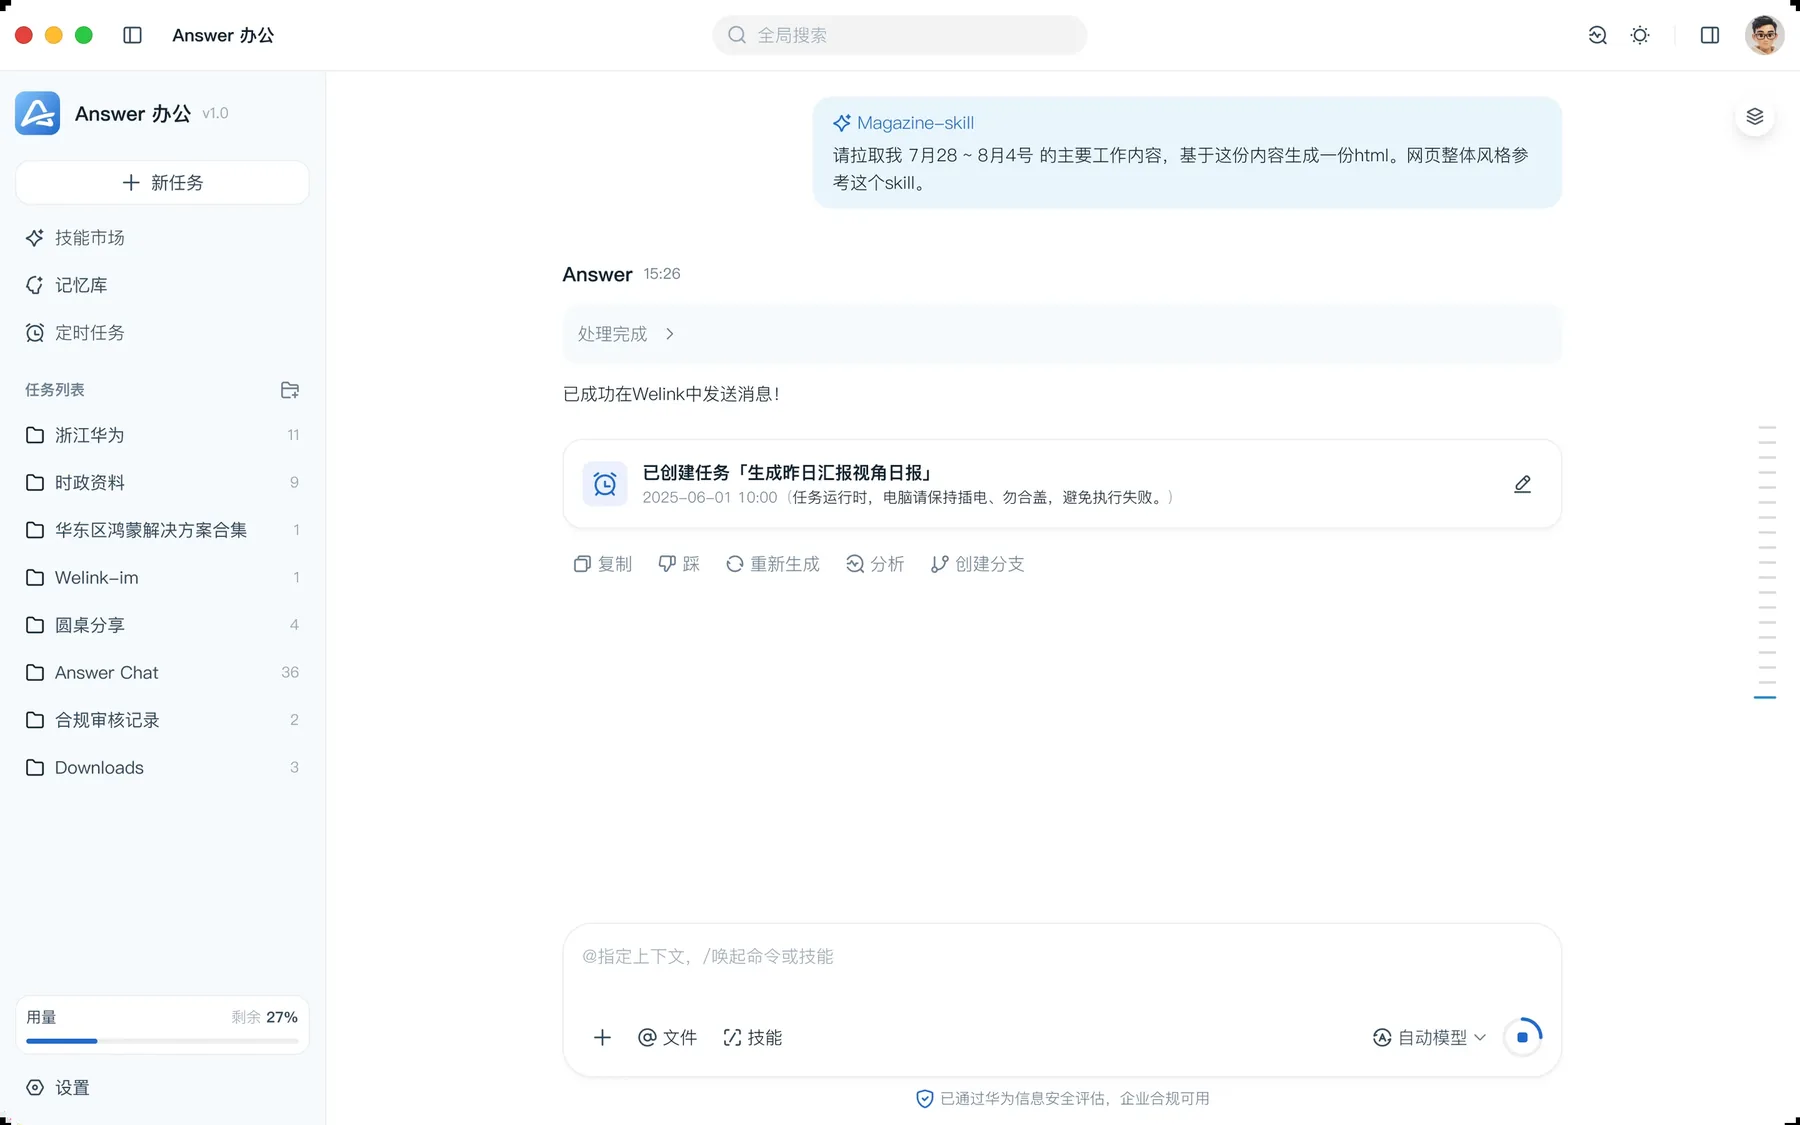 Answer 办公
全局搜索
Answer 办公 v1.0
新任务
技能市场
记忆库
定时任务
任务列表
浙江华为 11
时政资料 9
华东区鸿蒙解决方案合集 1
Welink-im 1
圆桌分享 4
Answer Chat 36
合规审核记录 2
Downloads 3
用量 剩余 27%
设置
Magazine-skill
请拉取我 7月28 ~ 8月4号 的主要工作内容，基于这份内容生成一份html。网页整体风格参
考这个skill。
Answer 15:26
处理完成
已成功在Welink中发送消息！
已创建任务「生成昨日汇报视角日报」
2025-06-01 10:00（任务运行时，电脑请保持插电、勿合盖，避免执行失败。）
复制 踩 重新生成 分析 创建分支
@指定上下文，/唤起命令或技能
文件 技能 自动模型
已通过华为信息安全评估，企业合规可用